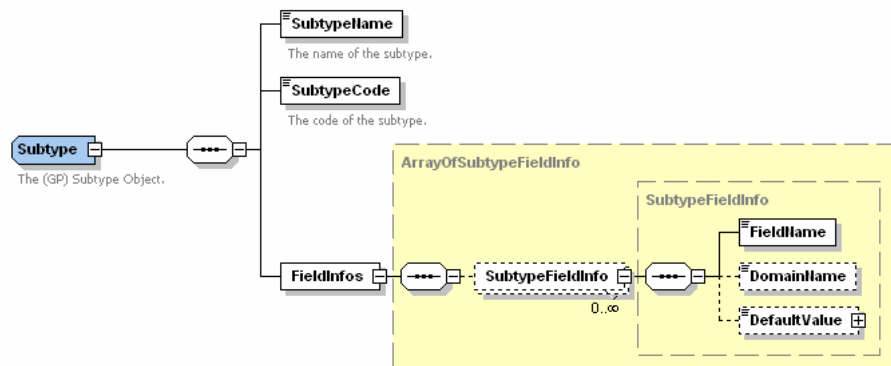 SubtypeName
The name of the subtype.
SubtypeCode
The code of the subtype.
Subtype
The (GP) Subtype Object.
ArrayOfSubtypeFieldInfo
SubtypeFieldInfo
FieldName
FieldInfos
SubtypeFieldInfo
0..∞
DomainName
DefaultValue